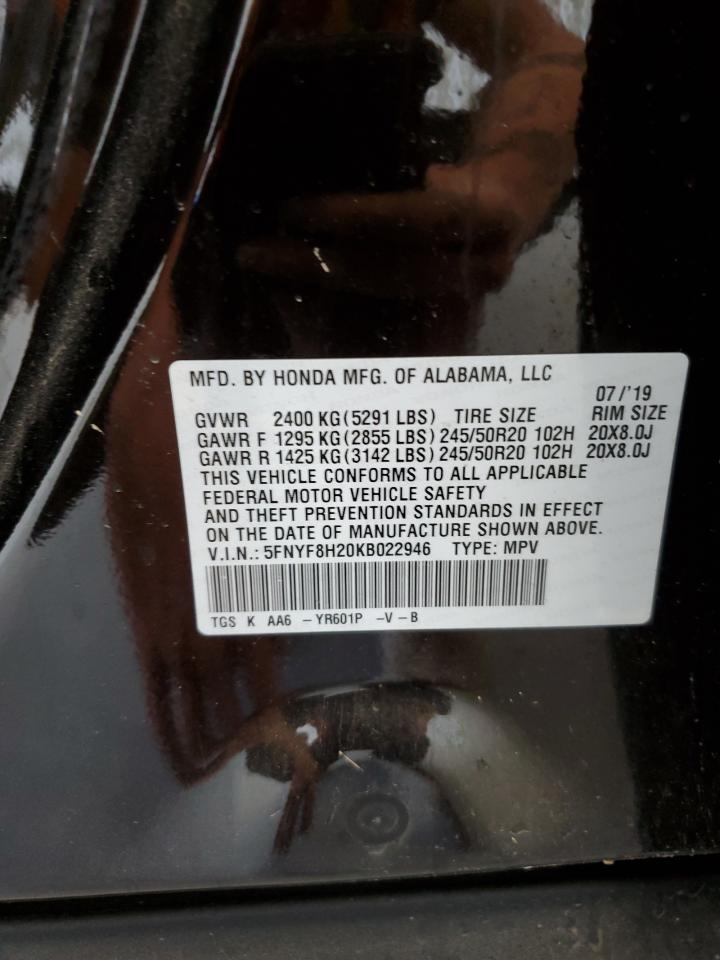 MFD. BY HONDA MFG. OF ALABAMA, LLC
07/'19
GVWR 2400 KG (5291 LBS) TIRE SIZE RIM SIZE
GAWR F 1295 KG (2855 LBS) 245/50R20 102H 20X8.0J
GAWR R 1425 KG (3142 LBS) 245/50R20 102H 20X8.0J
THIS VEHICLE CONFORMS TO ALL APPLICABLE
FEDERAL MOTOR VEHICLE SAFETY
AND THEFT PREVENTION STANDARDS IN EFFECT
ON THE DATE OF MANUFACTURE SHOWN ABOVE.
V.I.N.: 5FNYF8H20KB022946 TYPE: MPV
TGS K AA6 -YR601P -V-B